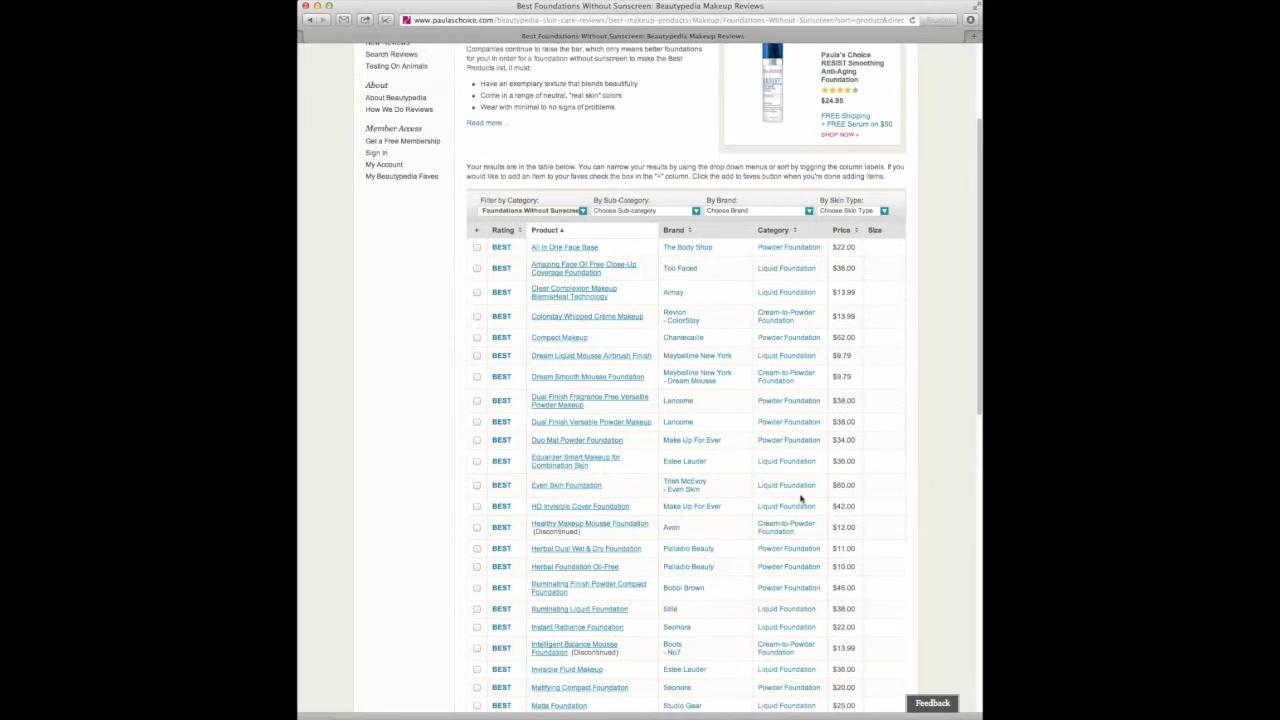 Best Foundations Without Sunscreen: Beautypedia Makeup Reviews
www.paulaschoice.com/beautypedia-skin-care-reviews/best-makeup-products/Makeup/Foundations-Without-Sunscreen?sort=product&direc
Reader
Best Foundations Without Sunscreen: Beautypedia Makeup Reviews
New Reviews
Search Reviews
Testing On Animals
About
About Beautypedia
How We Do Reviews
Member Access
Get a Free Membership
Sign In
My Account
My Beautypedia Faves
Companies continue to raise the bar, which only means better foundations
for you! In order for a foundation without sunscreen to make the Best
Products list, it must:
Have an exemplary texture that blends beautifully
Come in a range of neutral, "real skin" colors
Wear with minimal to no signs of problems
Read more ...
Paula's Choice
RESIST Smoothing
Anti-Aging
Foundation
$24.95
FREE Shipping
+ FREE Serum on $50
SHOP NOW »
RESIST
Your results are in the table below. You can narrow your results by using the drop down menus or sort by toggling the column labels. If you
would like to add an item to your faves check the box in the "+" column. Click the add to faves button when you're done adding items.
Filter by Category: By Sub-Category: By Brand: By Skin Type:
Foundations Without Sunscree Choose Sub-category Choose Brand Choose Skin Type
+ Rating Product Brand Category Price Size
BEST All in One Face Base The Body Shop Powder Foundation $22.00
BEST Amazing Face Oil Free Close-Up Too Faced Liquid Foundation $36.00
Coverage Foundation
BEST Clear Complexion Makeup Almay Liquid Foundation $13.99
BlemisHeal Technology
BEST Colorstay Whipped Crème Makeup Revlon Cream-to-Powder $13.99
- ColorStay Foundation
BEST Compact Makeup Chantecaille Powder Foundation $62.00
BEST Dream Liquid Mousse Airbrush Finish Maybelline New York Liquid Foundation $9.79
BEST Dream Smooth Mousse Foundation Maybelline New York Cream-to-Powder $9.79
- Dream Mousse Foundation
BEST Dual Finish Fragrance Free Versatile Lancome Powder Foundation $38.00
Powder Makeup
BEST Dual Finish Versatile Powder Makeup Lancome Powder Foundation $38.00
BEST Duo Mat Powder Foundation Make Up For Ever Powder Foundation $34.00
BEST Equalizer Smart Makeup for Estee Lauder Liquid Foundation $36.00
Combination Skin
BEST Even Skin Foundation Trish McEvoy Liquid Foundation $60.00
- Even Skin
BEST HD Invisible Cover Foundation Make Up For Ever Liquid Foundation $42.00
BEST Healthy Makeup Mousse Foundation Avon Cream-to-Powder $12.00
(Discontinued) Foundation
BEST Herbal Dual Wet & Dry Foundation Palladio Beauty Powder Foundation $11.00
BEST Herbal Foundation Oil-Free Palladio Beauty Powder Foundation $10.00
BEST Illuminating Finish Powder Compact Bobbi Brown Powder Foundation $46.00
Foundation
BEST Illuminating Liquid Foundation Stila Liquid Foundation $38.00
BEST Instant Radiance Foundation Sephora Liquid Foundation $22.00
BEST Intelligent Balance Mousse Boots Cream-to-Powder $13.99
Foundation (Discontinued) - No7 Foundation
BEST Invisible Fluid Makeup Estee Lauder Liquid Foundation $36.00
BEST Matifying Compact Foundation Sephora Powder Foundation $20.00
BEST Matte Foundation Studio Gear Liquid Foundation $25.00
Feedback